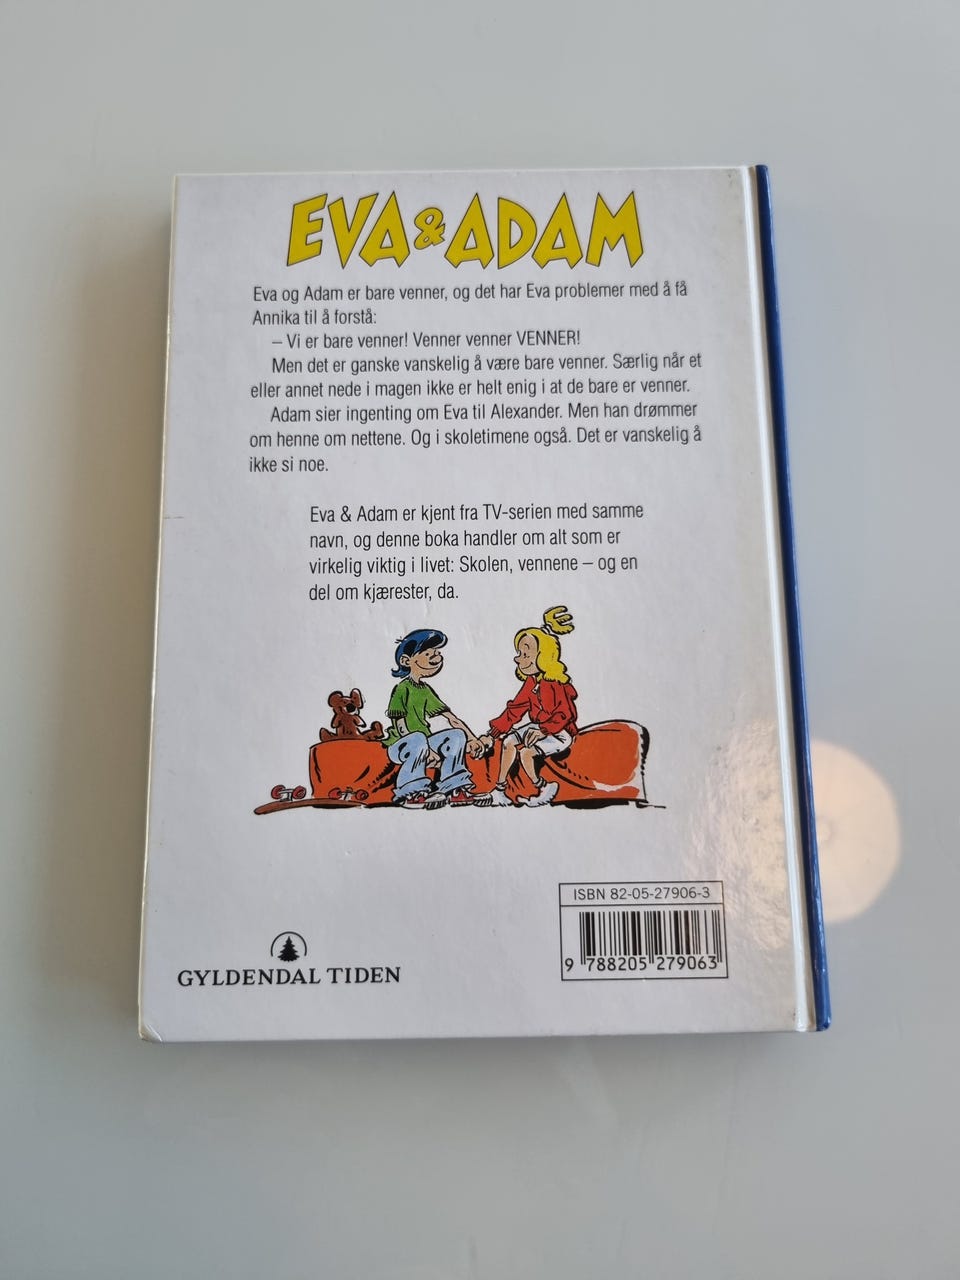 EVA & ADAM
Eva og Adam er bare venner, og det har Eva problemer med å få
Annika til å forstå:
– Vi er bare venner! Venner venner VENNER!
Men det er ganske vanskelig å være bare venner. Særlig når et
eller annet nede i magen ikke er helt enig i at de bare er venner.
Adam sier ingenting om Eva til Alexander. Men han drømmer
om henne om nettene. Og i skoletimene også. Det er vanskelig å
ikke si noe.
Eva & Adam er kjent fra TV-serien med samme
navn, og denne boka handler om alt som er
virkelig viktig i livet: Skolen, vennene – og en
del om kjærester, da.
ISBN 82-05-27906-3
9 788205 279063
GYLDENDAL TIDEN